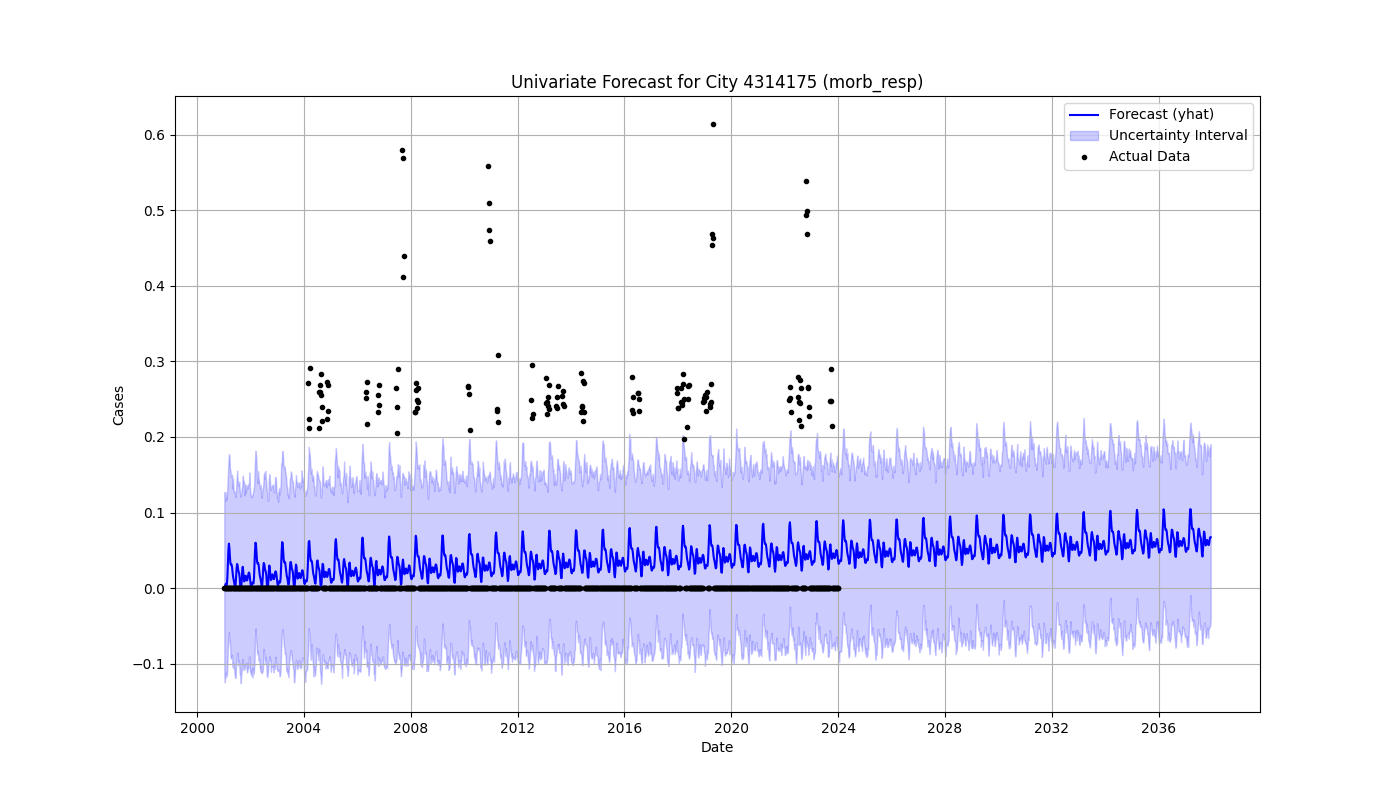 Univariate Forecast for City 4314175 (morb_resp)
Forecast (yhat)
Uncertainty Interval
Actual Data
Cases
0.6
0.5
0.4
0.3
0.2
0.1
0.0
−0.1
2000 2004 2008 2012 2016 2020 2024 2028 2032 2036
Date